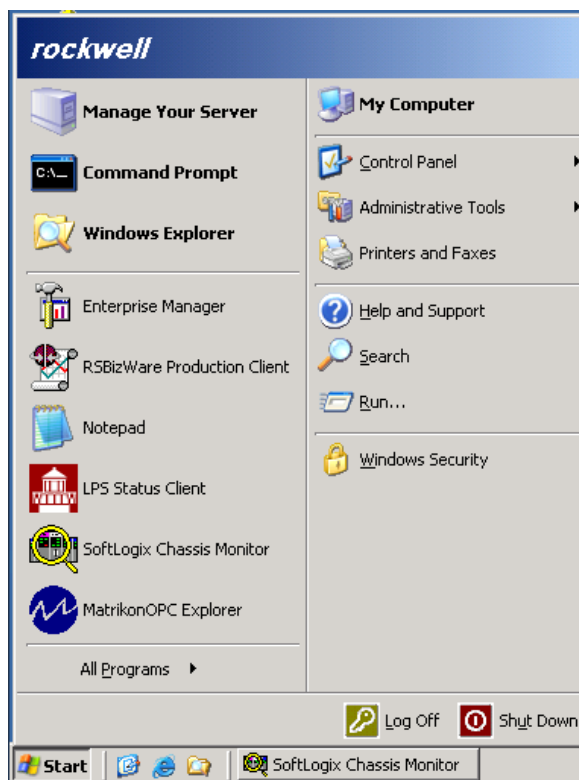 rockwell
Manage Your Server
C:\_
Command Prompt
Windows Explorer
Enterprise Manager
RSBizWare Production Client
Notepad
LPS Status Client
SoftLogix Chassis Monitor
MatrikonOPC Explorer
All Programs
My Computer
Control Panel
Administrative Tools
Printers and Faxes
Help and Support
Search
Run...
Windows Security
Log Off
Shut Down
Start
SoftLogix Chassis Monitor